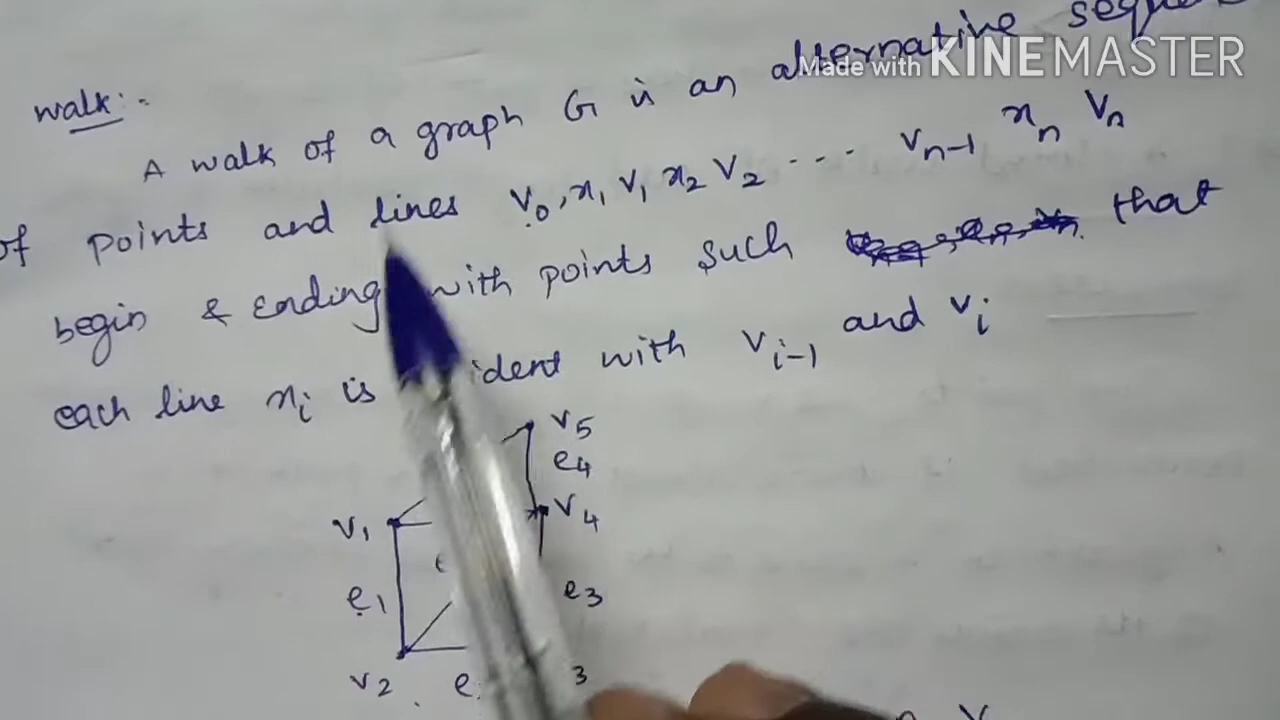 Made with KINEMASTER
walk:-
A walk of a graph G is an alternative
of points and lines v0, x1 v1 x2 v2 --- vn-1 xn vn
begin & Ending with points such that
each line xi is with vi-1 and vi
v5
e4
v1 v4
e1 e3
v2 3